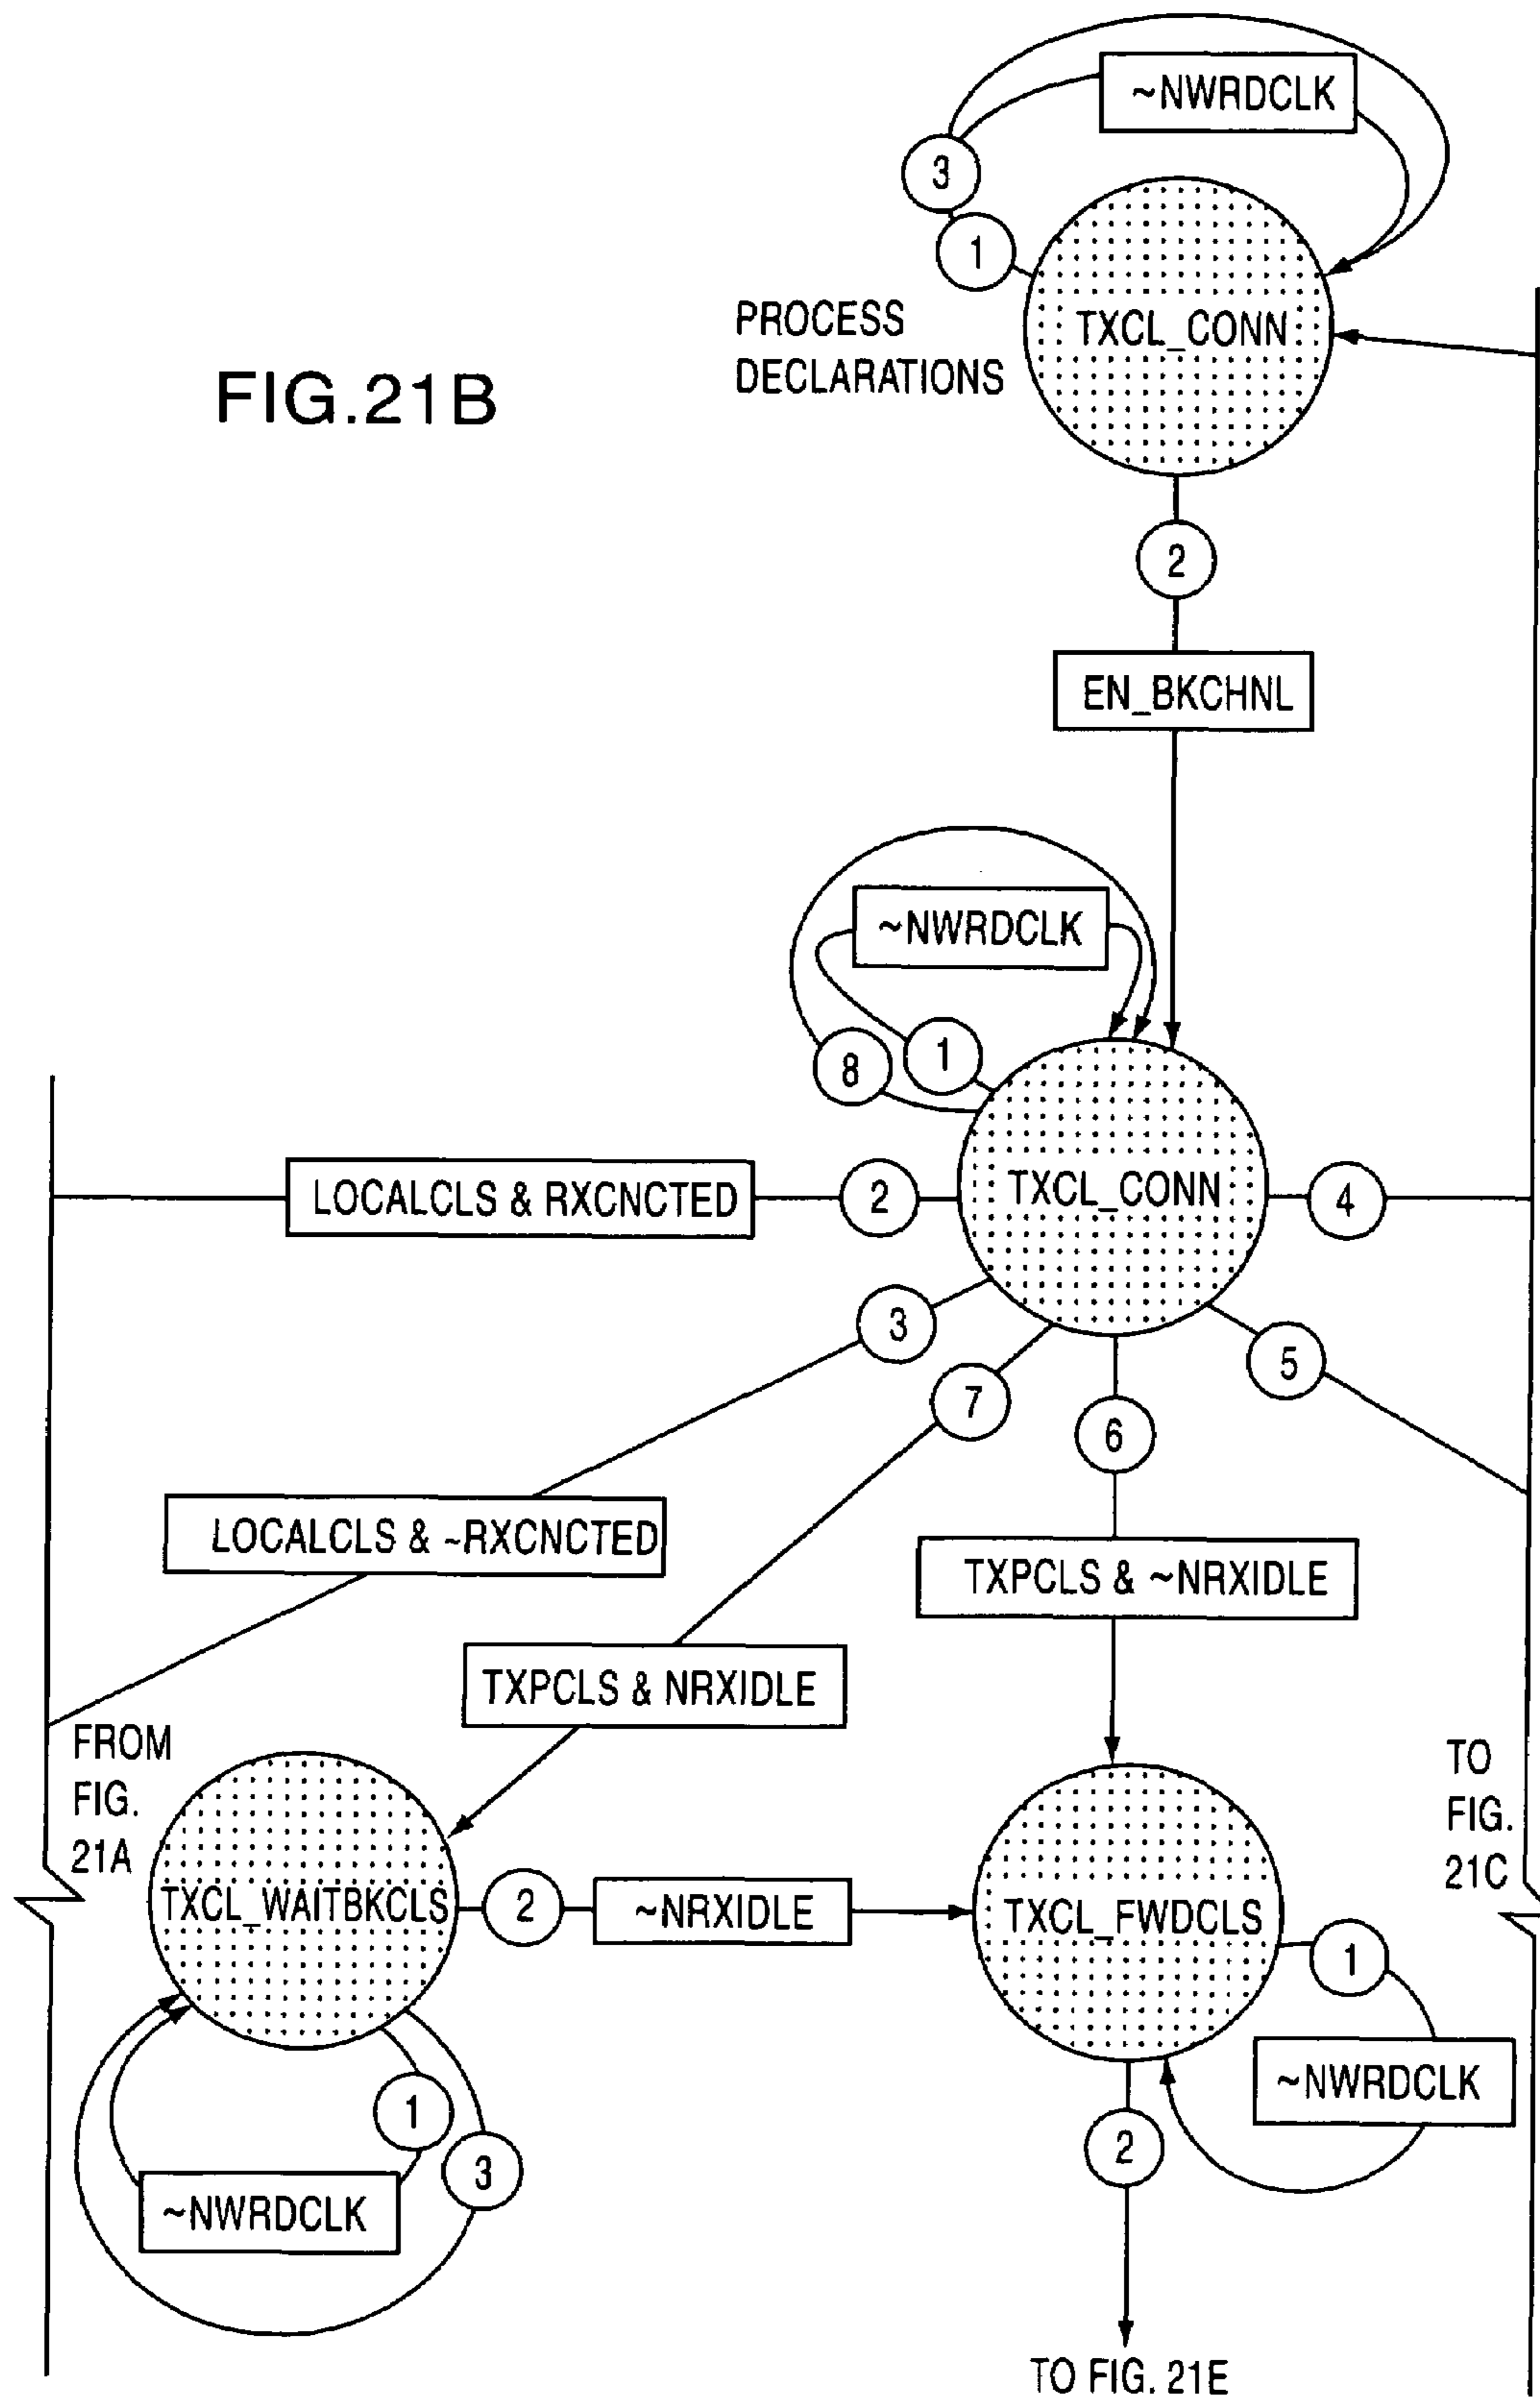 ~NWRDCLK
3
1
TXCL_CONN
PROCESS
DECLARATIONS
FIG.21B
2
EN_BKCHNL
~NWRDCLK
1
8
LOCALCLS & RXCNCTED
2
TXCL_CONN
4
3
5
7
6
LOCALCLS & ~RXCNCTED
TXPCLS & ~NRXIDLE
TXPCLS & NRXIDLE
FROM
FIG.
21A
TO
FIG.
21C
TXCL_WAITBKCLS
2
~NRXIDLE
TXCL_FWDCLS
1
~NWRDCLK
1
3
2
~NWRDCLK
TO FIG. 21E